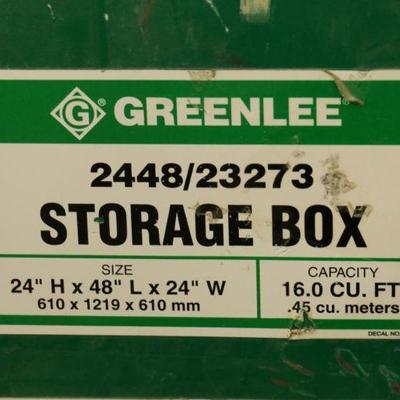 G GREENLEE
2448/23273
STORAGE BOX
SIZE
24" H x 48" L x 24" W
610 x 1219 x 610 mm
CAPACITY
16.0 CU. FT
.45 cu. meters
DECAL NO.